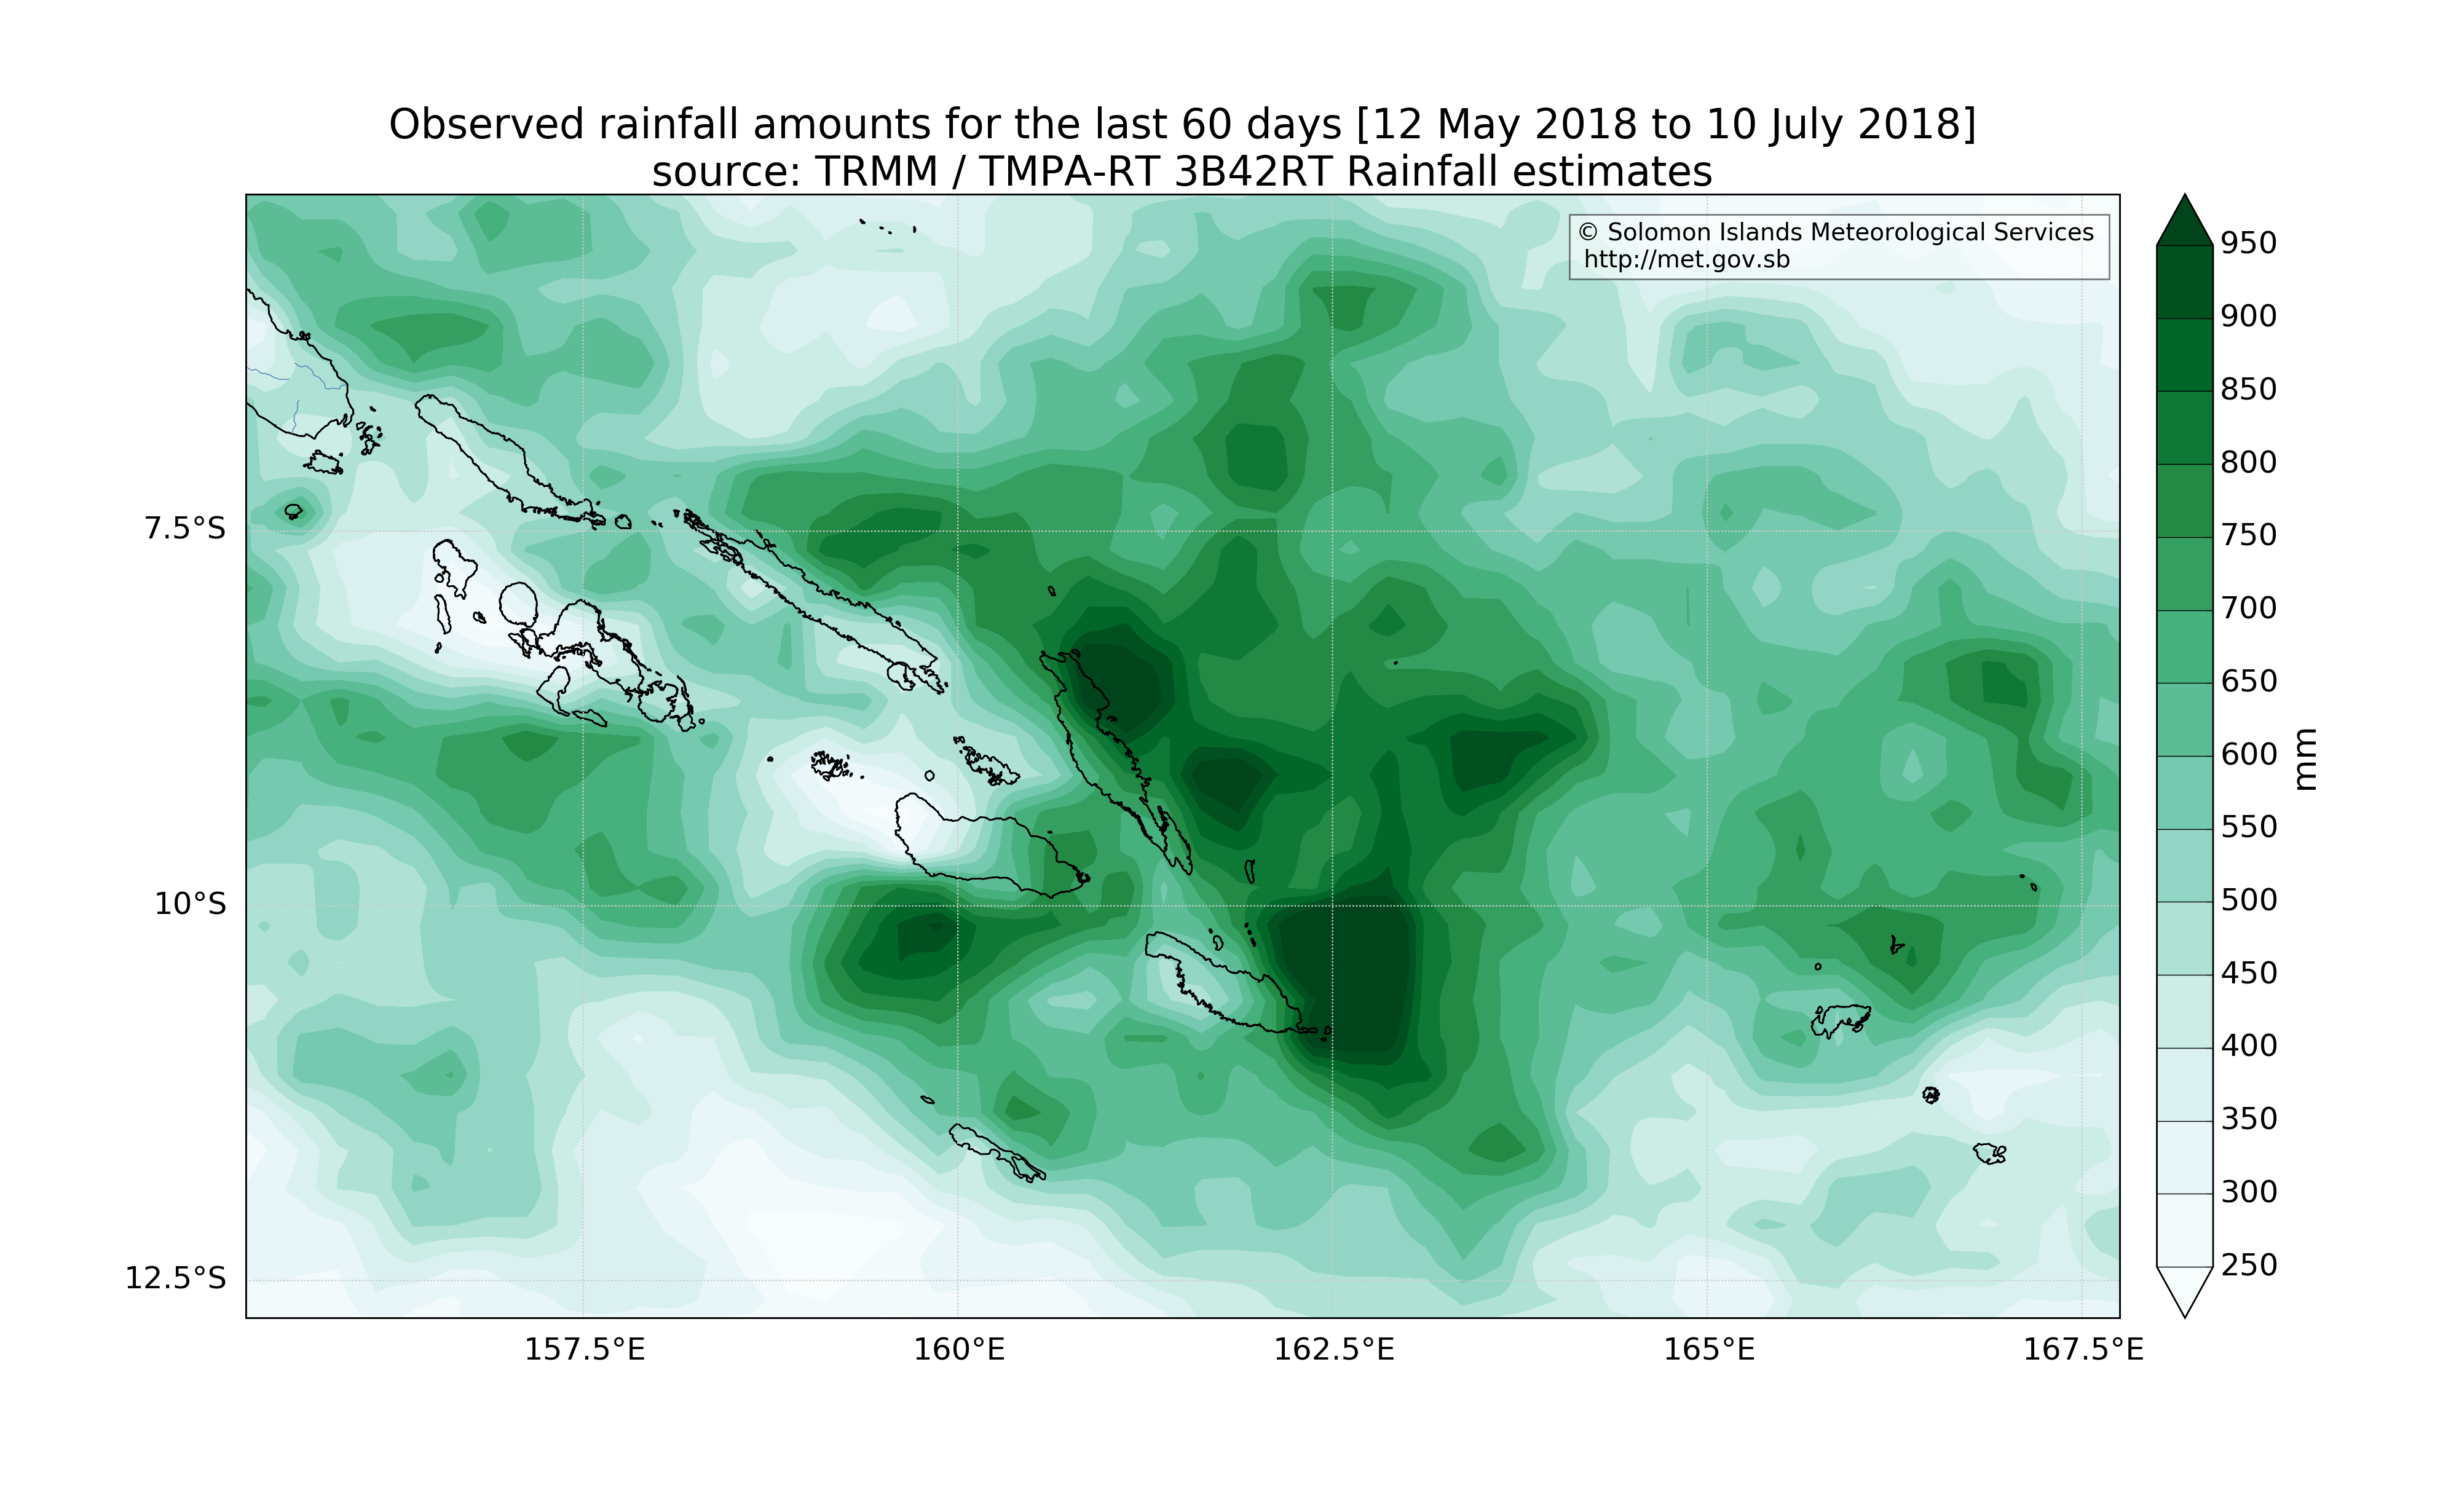 Observed rainfall amounts for the last 60 days [12 May 2018 to 10 July 2018]
source: TRMM / TMPA-RT 3B42RT Rainfall estimates
© Solomon Islands Meteorological Services
http://met.gov.sb
7.5°S
10°S
12.5°S
157.5°E
160°E
162.5°E
165°E
167.5°E
950
900
850
800
750
700
650
600
550
500
450
400
350
300
250
mm